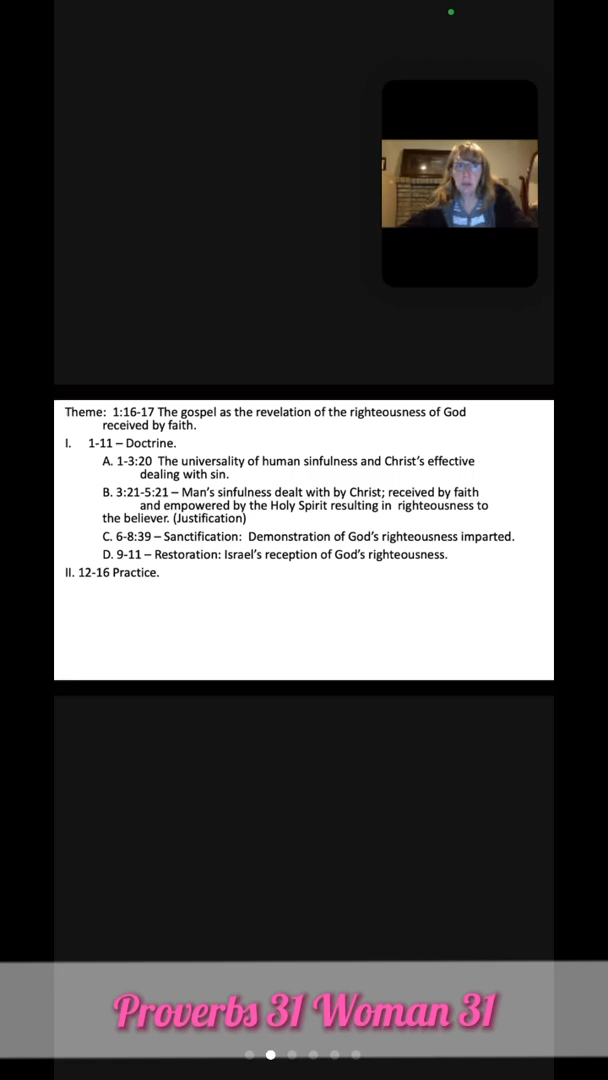 Theme: 1:16-17 The gospel as the revelation of the righteousness of God
received by faith.
I. 1-11 – Doctrine.
A. 1-3:20 The universality of human sinfulness and Christ's effective
dealing with sin.
B. 3:21-5:21 – Man's sinfulness dealt with by Christ; received by faith
and empowered by the Holy Spirit resulting in righteousness to
the believer. (Justification)
C. 6-8:39 – Sanctification: Demonstration of God's righteousness imparted.
D. 9-11 – Restoration: Israel's reception of God's righteousness.
II. 12-16 Practice.
Proverbs 31 Woman 31